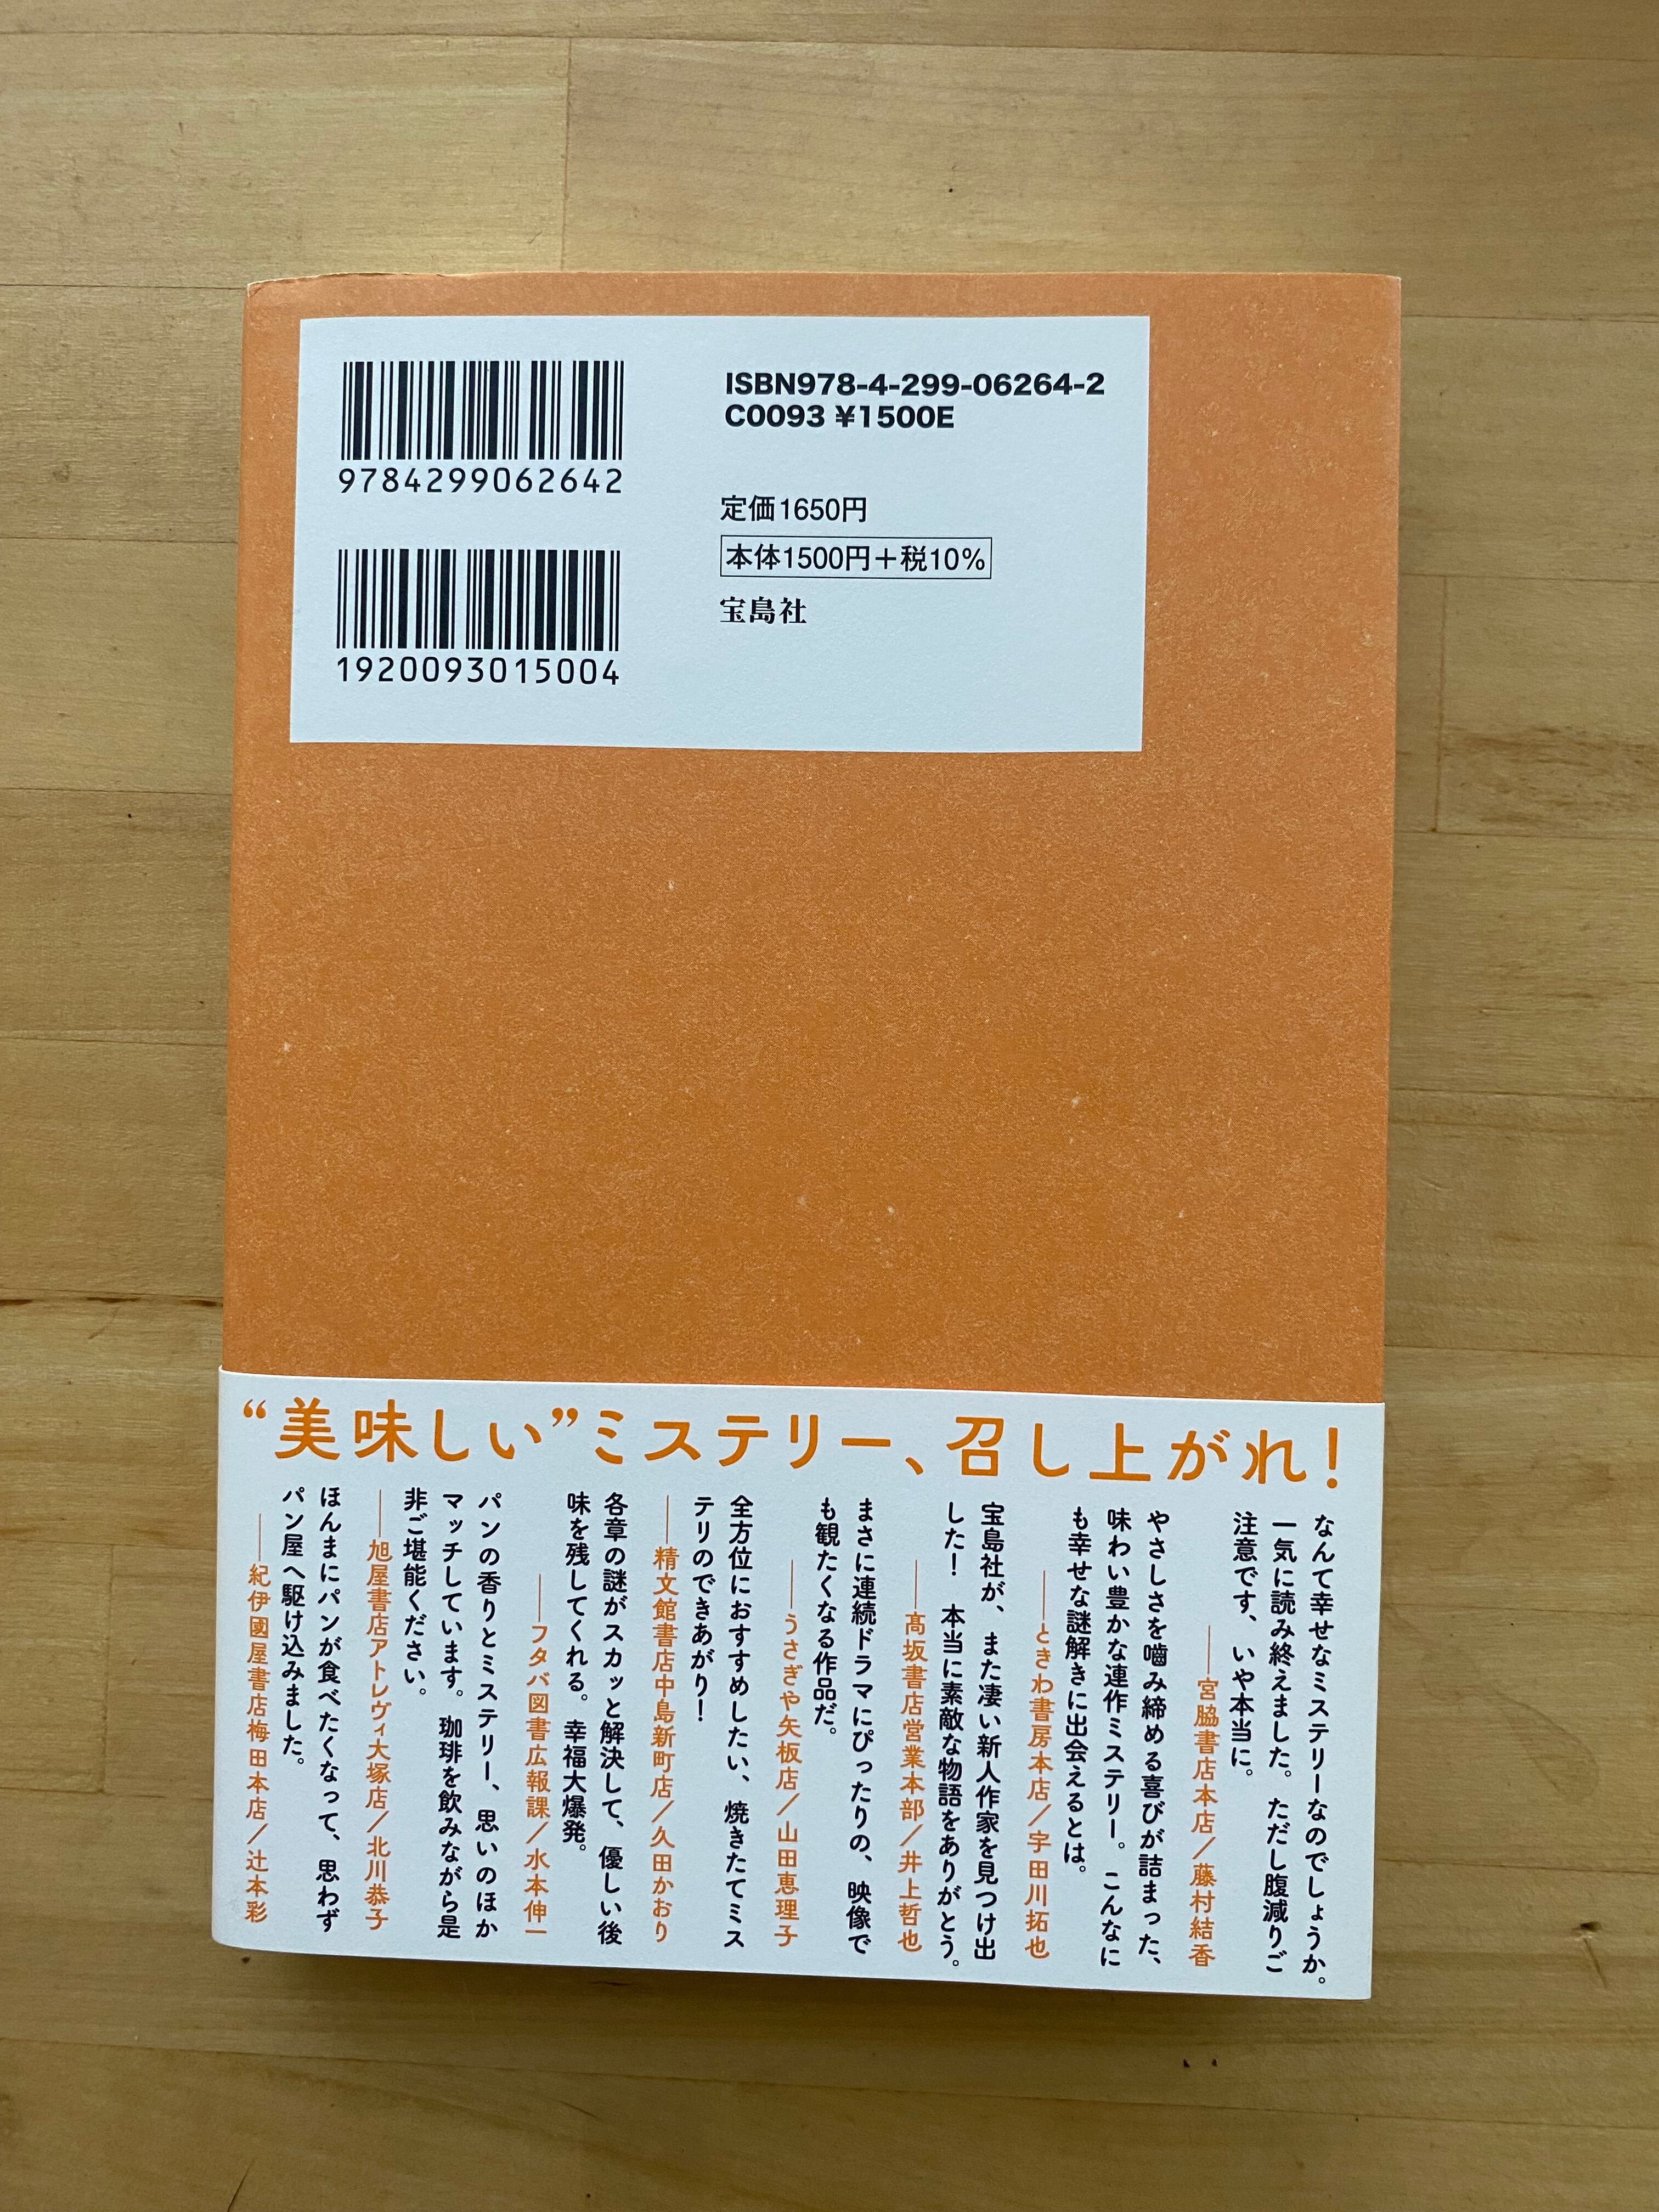 9784299062642
1920093015004
ISBN978-4-299-06264-2
C0093 ¥1500E
定価1650円
本体1500円＋税10%
宝島社
“美味しい”ミステリー、召し上がれ！
なんて幸せなミステリーなのでしょうか。
一気に読み終えました。ただし腹減りご
注意です、いや本当に。
――宮脇書店本店／藤村結香
やさしさを嚙み締める喜びが詰まった、
味わい豊かな連作ミステリー。こんなに
も幸せな謎解きに出会えるとは。
――ときわ書房本店／宇田川拓也
宝島社が、また凄い新人作家を見つけ出
した！　本当に素敵な物語をありがとう。
――髙坂書店営業本部／井上哲也
まさに連続ドラマにぴったりの、映像で
も観たくなる作品だ。
――うさぎや矢板店／山田恵理子
全方位におすすめしたい、焼きたてミス
テリのできあがり！
――精文館書店中島新町店／久田かおり
各章の謎がスカッと解決して、優しい後
味を残してくれる。幸福大爆発。
――フタバ図書広報課／水本伸一
パンの香りとミステリー、思いのほか
マッチしています。珈琲を飲みながら是
非ご堪能ください。
――旭屋書店アトレヴィ大塚店／北川恭子
ほんまにパンが食べたくなって、思わず
パン屋へ駆け込みました。
――紀伊國屋書店梅田本店／辻本彩